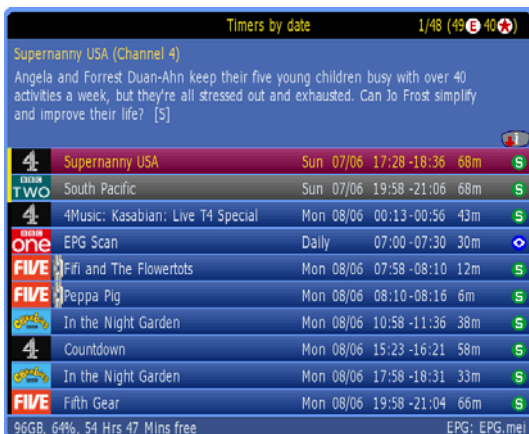 Timers by date 1/48 (49 E 40)
Supernanny USA (Channel 4)
Angela and Forrest Duan-Ahn keep their five young children busy with over 40
activities a week, but they're all stressed out and exhausted. Can Jo Frost simplify
and improve their life? [S]
4 Supernanny USA Sun 07/06 17:28-18:36 68m S
BBC TWO South Pacific Sun 07/06 19:58-21:06 68m S
4 4Music: Kasabian: Live T4 Special Mon 08/06 00:13-00:56 43m S
BBC one EPG Scan Daily 07:00-07:30 30m
FIVE Fifi and The Flowertots Mon 08/06 07:58-08:10 12m S
FIVE Peppa Pig Mon 08/06 08:10-08:16 6m S
In the Night Garden Mon 08/06 10:58-11:36 38m S
4 Countdown Mon 08/06 15:23-16:21 58m S
In the Night Garden Mon 08/06 17:58-18:31 33m S
FIVE Fifth Gear Mon 08/06 19:58-21:04 66m S
96GB, 64%, 54 Hrs 47 Mins free EPG: EPG.mei